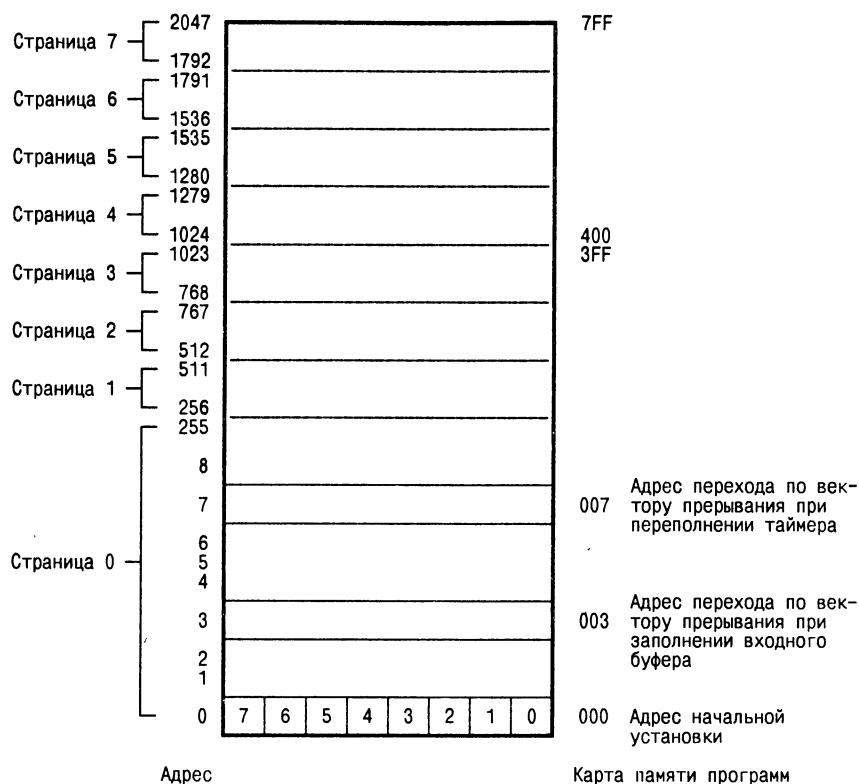 2047 7FF
Страница 7
1792
1791
Страница 6
1536
1535
Страница 5
1280
1279
Страница 4
1024 400
1023 3FF
Страница 3
768
767
Страница 2
512
511
Страница 1
256
255
8
7 007 Адрес перехода по век-
тору прерывания при
переполнении таймера
6
Страница 0 5
4
3 003 Адрес перехода по век-
тору прерывания при
заполнении входного
буфера
2
1
0 7 6 5 4 3 2 1 0 000 Адрес начальной
установки
Адрес Карта памяти программ